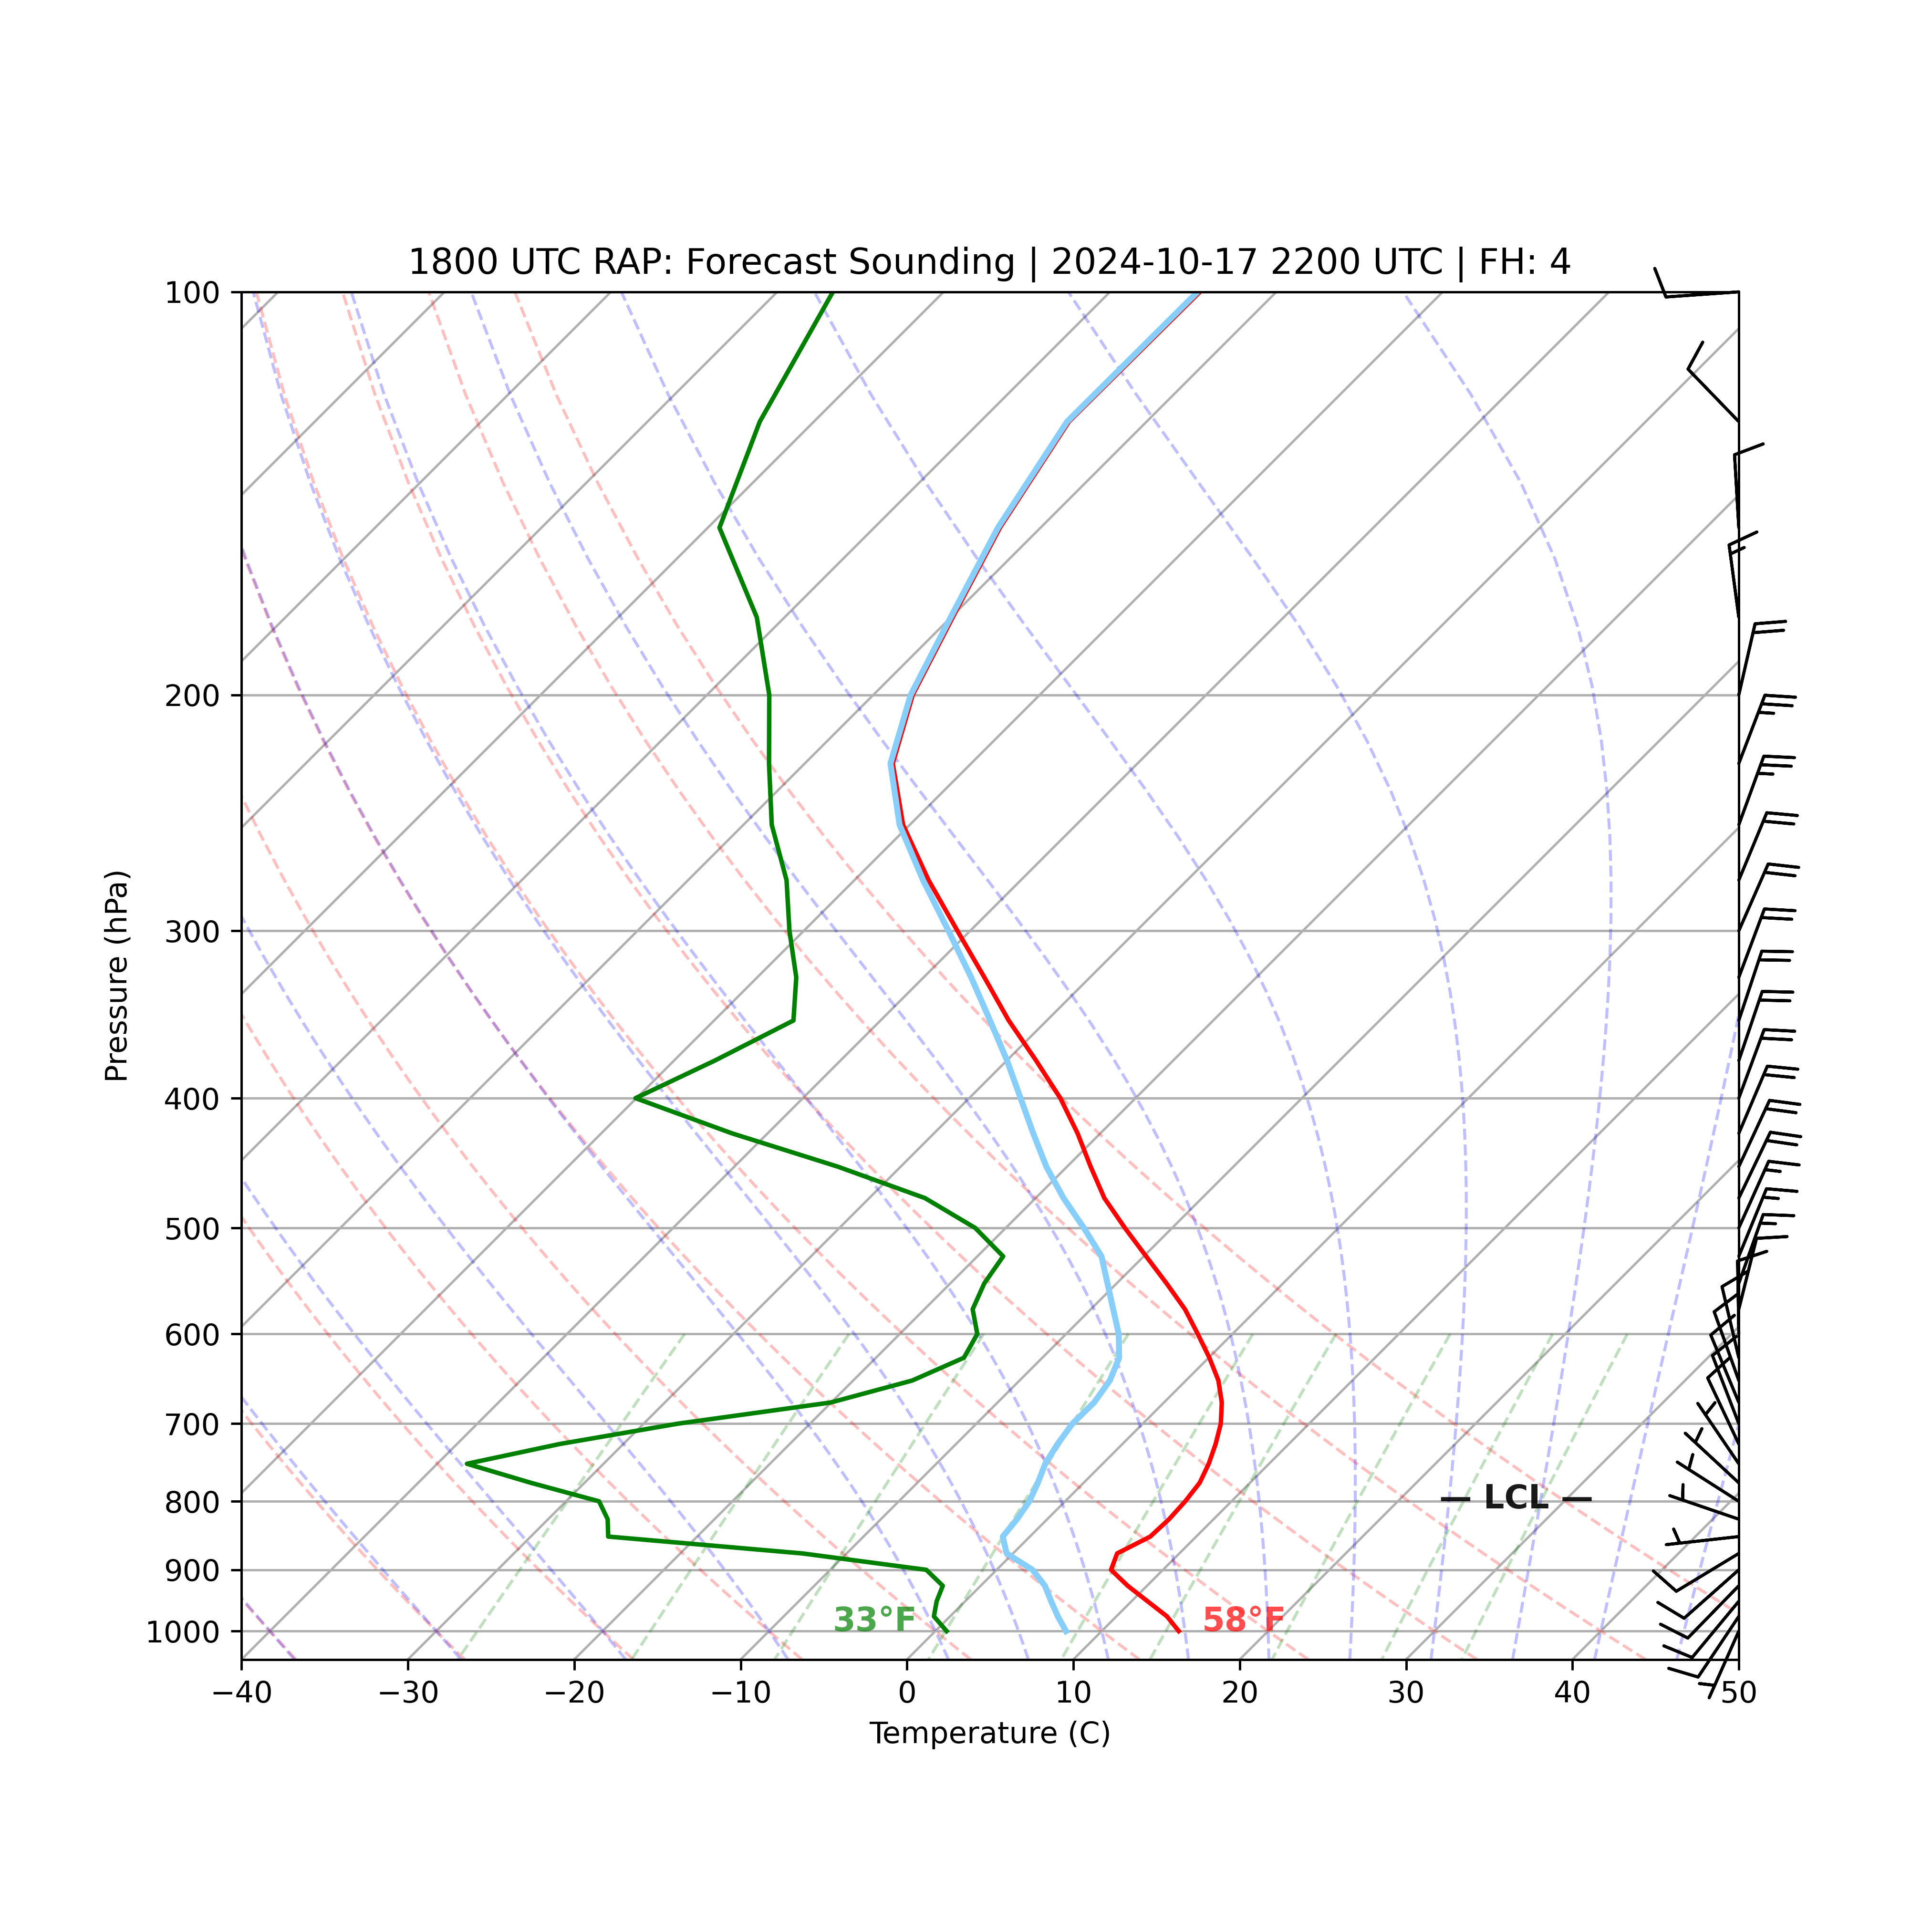 1800 UTC RAP: Forecast Sounding | 2024-10-17 2200 UTC | FH: 4
100
200
300
400
500
600
700
800
900
1000
Pressure (hPa)
LCL
33°F
58°F
−40 −30 −20 −10 0 10 20 30 40 50
Temperature (C)